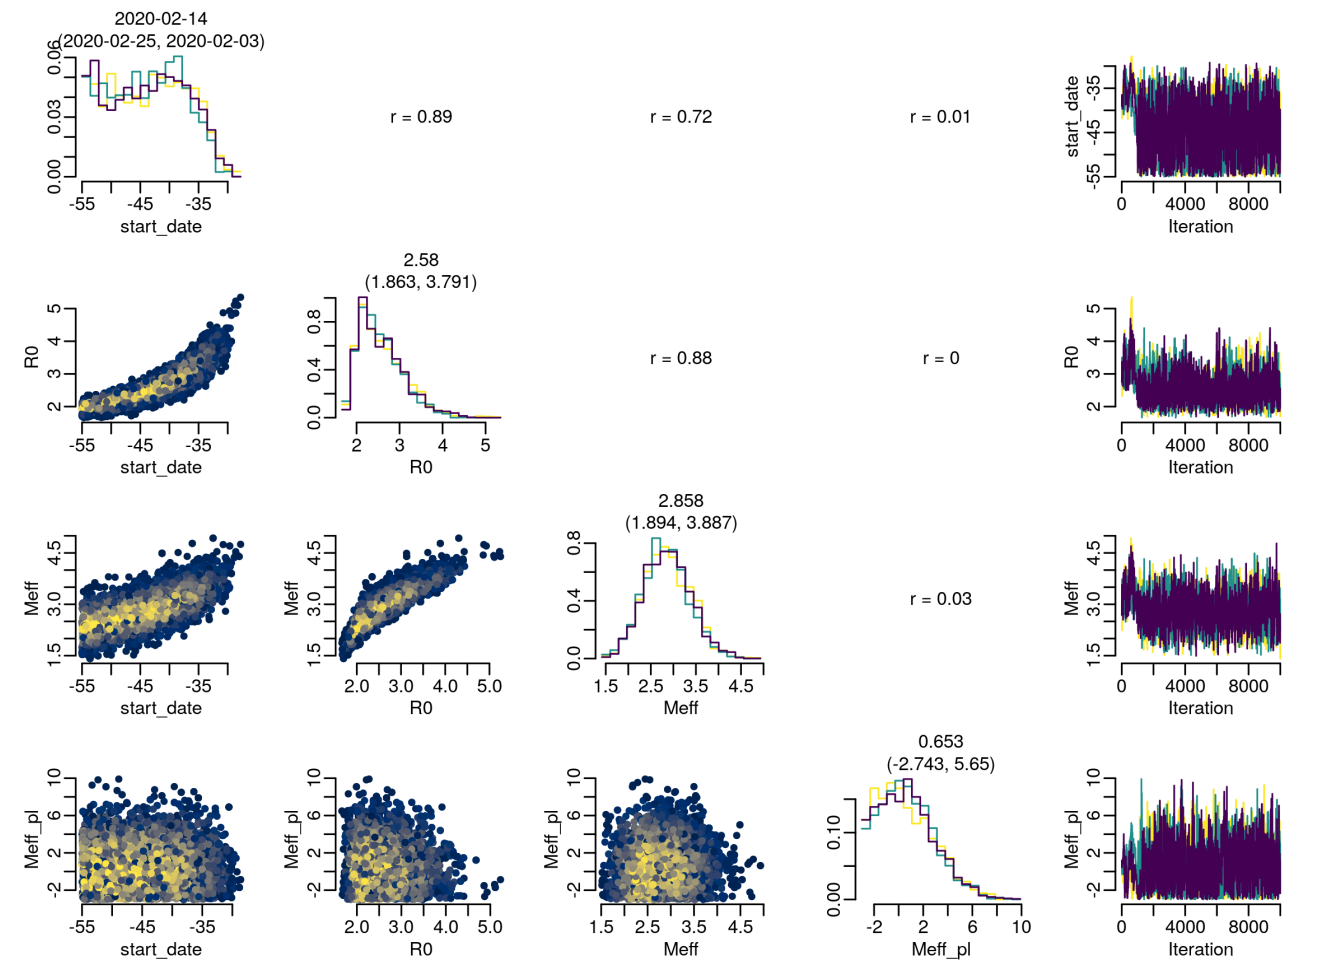 2020-02-14
(2020-02-25, 2020-02-03)
0.00 0.03 0.06
-55 -45 -35
start_date
r = 0.89
r = 0.72
r = 0.01
start_date
-55 -45 -35
0 4000 8000
Iteration
R0
2 3 4 5
-55 -45 -35
start_date
2.58
(1.863, 3.791)
0.0 0.4 0.8
2 3 4 5
R0
r = 0.88
r = 0
R0
2 3 4 5
0 4000 8000
Iteration
Meff
1.5 3.0 4.5
-55 -45 -35
start_date
Meff
1.5 3.0 4.5
2.0 3.0 4.0 5.0
R0
2.858
(1.894, 3.887)
0.0 0.4 0.8
1.5 2.5 3.5 4.5
Meff
r = 0.03
Meff
1.5 3.0 4.5
0 4000 8000
Iteration
Meff_pl
-2 2 6 10
-55 -45 -35
start_date
Meff_pl
-2 2 6 10
2.0 3.0 4.0 5.0
R0
Meff_pl
-2 2 6 10
1.5 2.5 3.5 4.5
Meff
0.653
(-2.743, 5.65)
0.00 0.10
-2 2 6 10
Meff_pl
Meff_pl
-2 2 6 10
0 4000 8000
Iteration